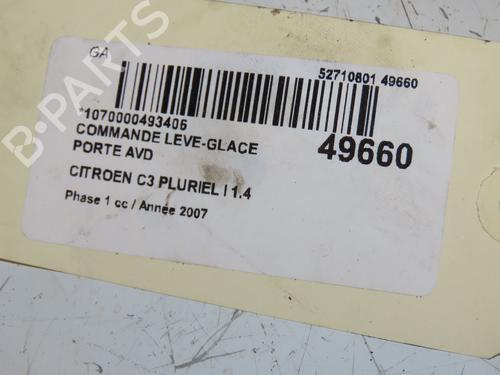 GA
52710801 49660
1070000493406
COMMANDE LEVE-GLACE
PORTE AVD
49660
CITROEN C3 PLURIEL I 1.4
Phase 1 cc / Année 2007
B-PARTS